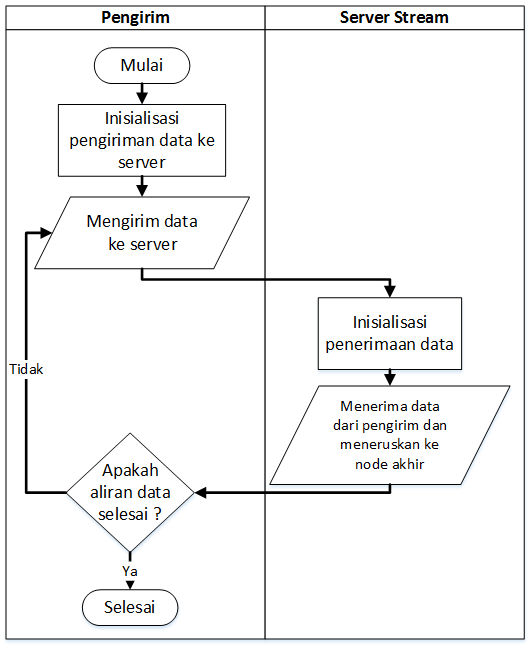 Pengirim
Server Stream
Mulai
Inisialisasi
pengiriman data ke
server
Mengirim data
ke server
Inisialisasi
penerimaan data
Menerima data
dari pengirim dan
meneruskan ke
node akhir
Tidak
Apakah
aliran data
selesai ?
Ya
Selesai